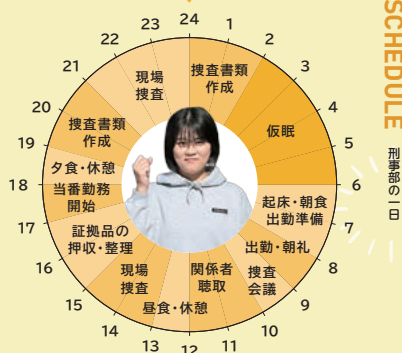 SCHEDULE
刑事部の一日
24
1
2
3
4
5
6
7
8
9
10
11
12
13
14
15
16
17
18
19
20
21
22
23
捜査書類
作成
仮眠
起床・朝食
出勤準備
出勤・朝礼
捜査
会議
関係者
聴取
昼食・休憩
現場
捜査
証拠品の
押収・整理
当番勤務
開始
夕食・休憩
捜査書類
作成
現場
捜査